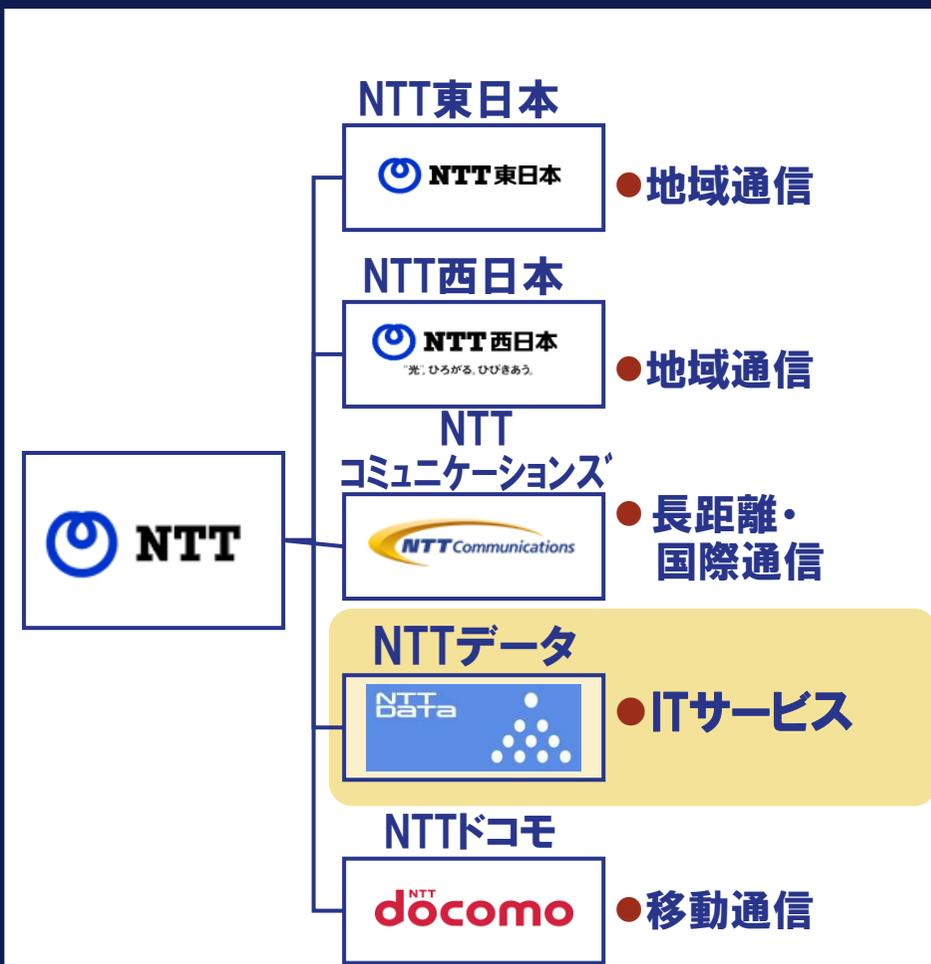 NTT東日本
NTT東日本
●地域通信
NTT西日本
NTT西日本
"光"、ひろがる。ひびきあう。
●地域通信
NTT
コミュニケーションズ
NTT Communications
●長距離・
国際通信
NTT
NTTデータ
NTT
DATA
●ITサービス
NTTドコモ
NTT
docomo
●移動通信